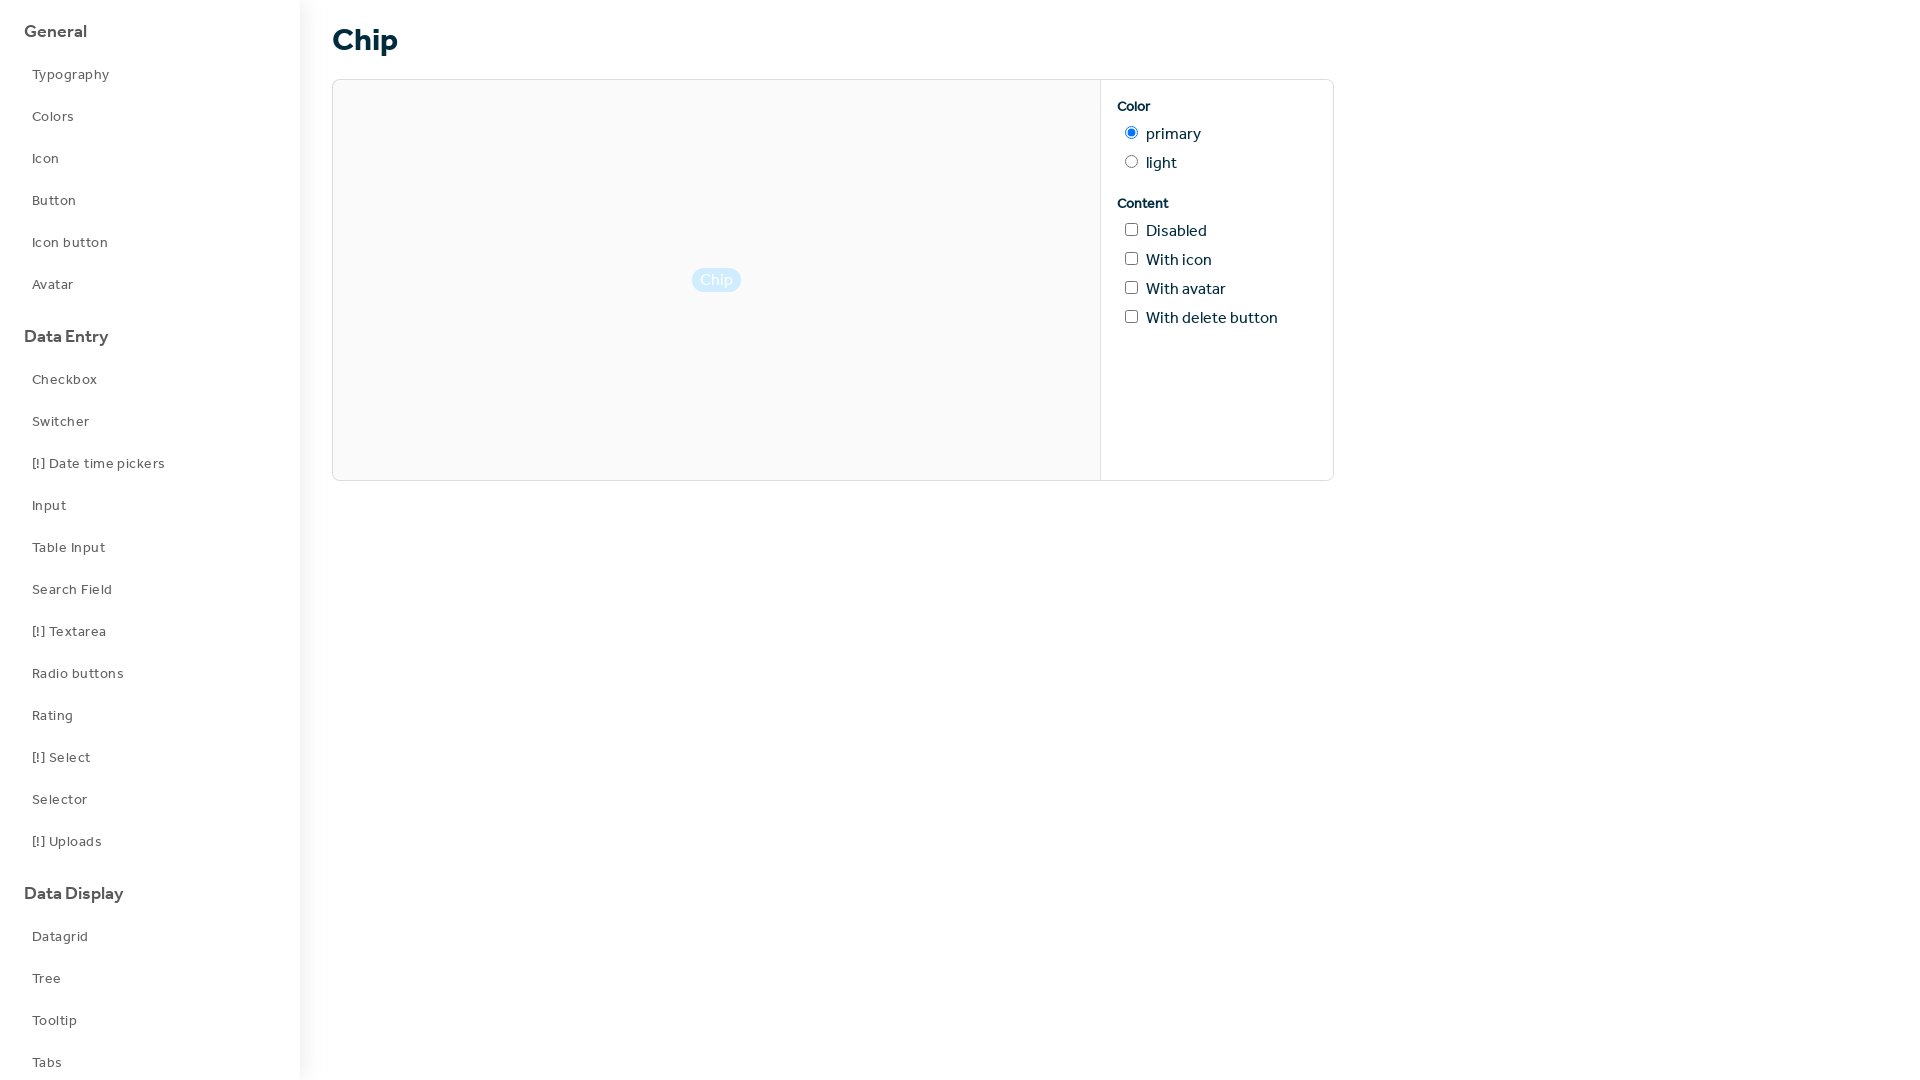 General
Typography
Colors
Icon
Button
Icon button
Avatar
Data Entry
Checkbox
Switcher
[!] Date time pickers
Input
Table Input
Search Field
[!] Textarea
Radio buttons
Rating
[!] Select
Selector
[!] Uploads
Data Display
Datagrid
Tree
Tooltip
Tabs
Chip
Chip
Color
primary
light
Content
Disabled
With icon
With avatar
With delete button